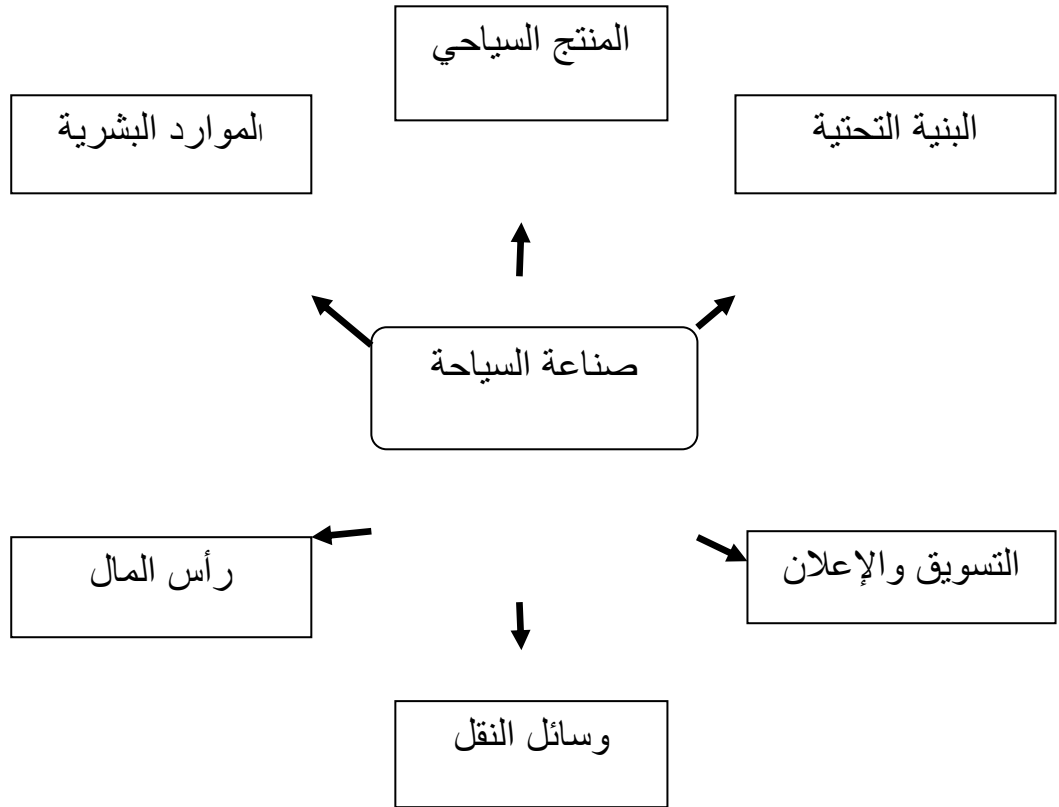 المنتج السياحي
البنية التحتية
الموارد البشرية
صناعة السياحة
التسويق والإعلان
رأس المال
وسائل النقل